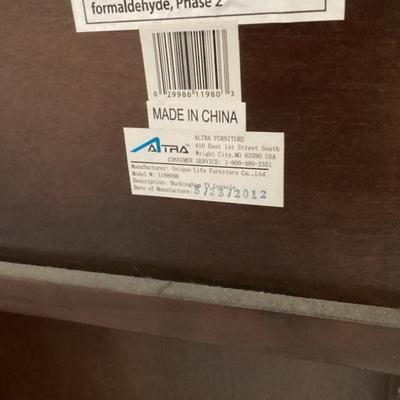 formaldehyde, Phase 2
0 29986 11980 3
MADE IN CHINA
ALTRA™
ALTRA FURNITURE
410 East 1st Street South
Wright City, MO 63390 USA
CONSUMER SERVICE: 1-800-489-3351
Manufacturer: Unique Life Furniture Co., Ltd
Model #: 1198096
Description: Buckingham TV Console
Date of Manufacture: 5/23/2012